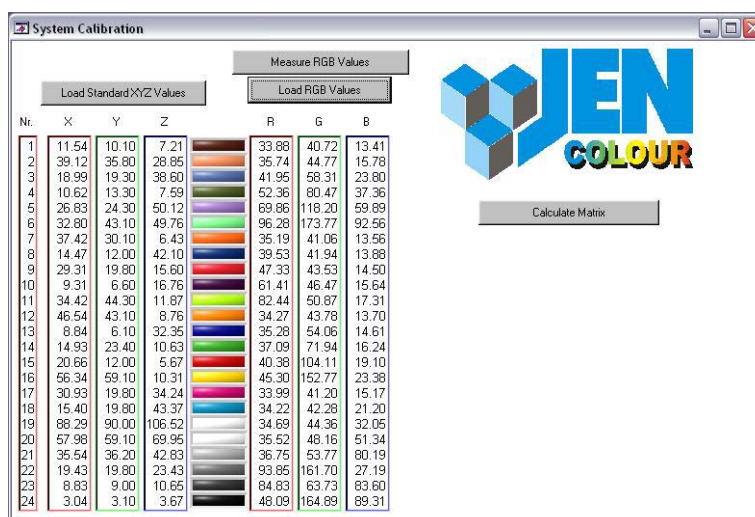 System Calibration
Measure RGB Values
Load Standard XYZ Values
Load RGB Values
JEN
COLOUR
Nr. X Y Z R G B
1 11.54 10.10 7.21 33.88 40.72 13.41
2 39.12 35.80 28.85 35.74 44.77 15.78
3 18.99 19.30 38.60 41.95 58.31 23.80
4 10.62 13.30 7.59 52.36 80.47 37.36
5 26.83 24.30 50.12 69.86 118.20 59.89
6 32.80 43.10 49.76 96.28 173.77 92.56
7 37.42 30.10 6.43 35.19 41.06 13.56
8 14.47 12.00 42.10 39.53 41.94 13.88
9 29.31 19.80 15.60 47.33 43.53 14.50
10 9.31 6.60 16.76 61.41 46.47 15.64
11 34.42 44.30 11.87 82.44 50.87 17.31
12 46.54 43.10 8.76 34.27 43.78 13.70
13 8.84 6.10 32.35 35.28 54.06 14.61
14 14.93 23.40 10.63 37.09 71.94 16.24
15 20.66 12.00 5.67 40.38 104.11 19.10
16 56.34 59.10 10.31 45.30 152.77 23.38
17 30.93 19.80 34.24 33.99 41.20 15.17
18 15.40 19.80 43.37 34.22 42.28 21.20
19 88.29 90.00 106.52 34.69 44.36 32.05
20 57.98 59.10 69.95 35.52 48.16 51.34
21 35.54 36.20 42.83 36.75 53.77 80.19
22 19.43 19.80 23.43 93.85 161.70 27.19
23 8.83 9.00 10.65 84.83 63.73 83.60
24 3.04 3.10 3.67 48.09 164.89 89.31
Calculate Matrix